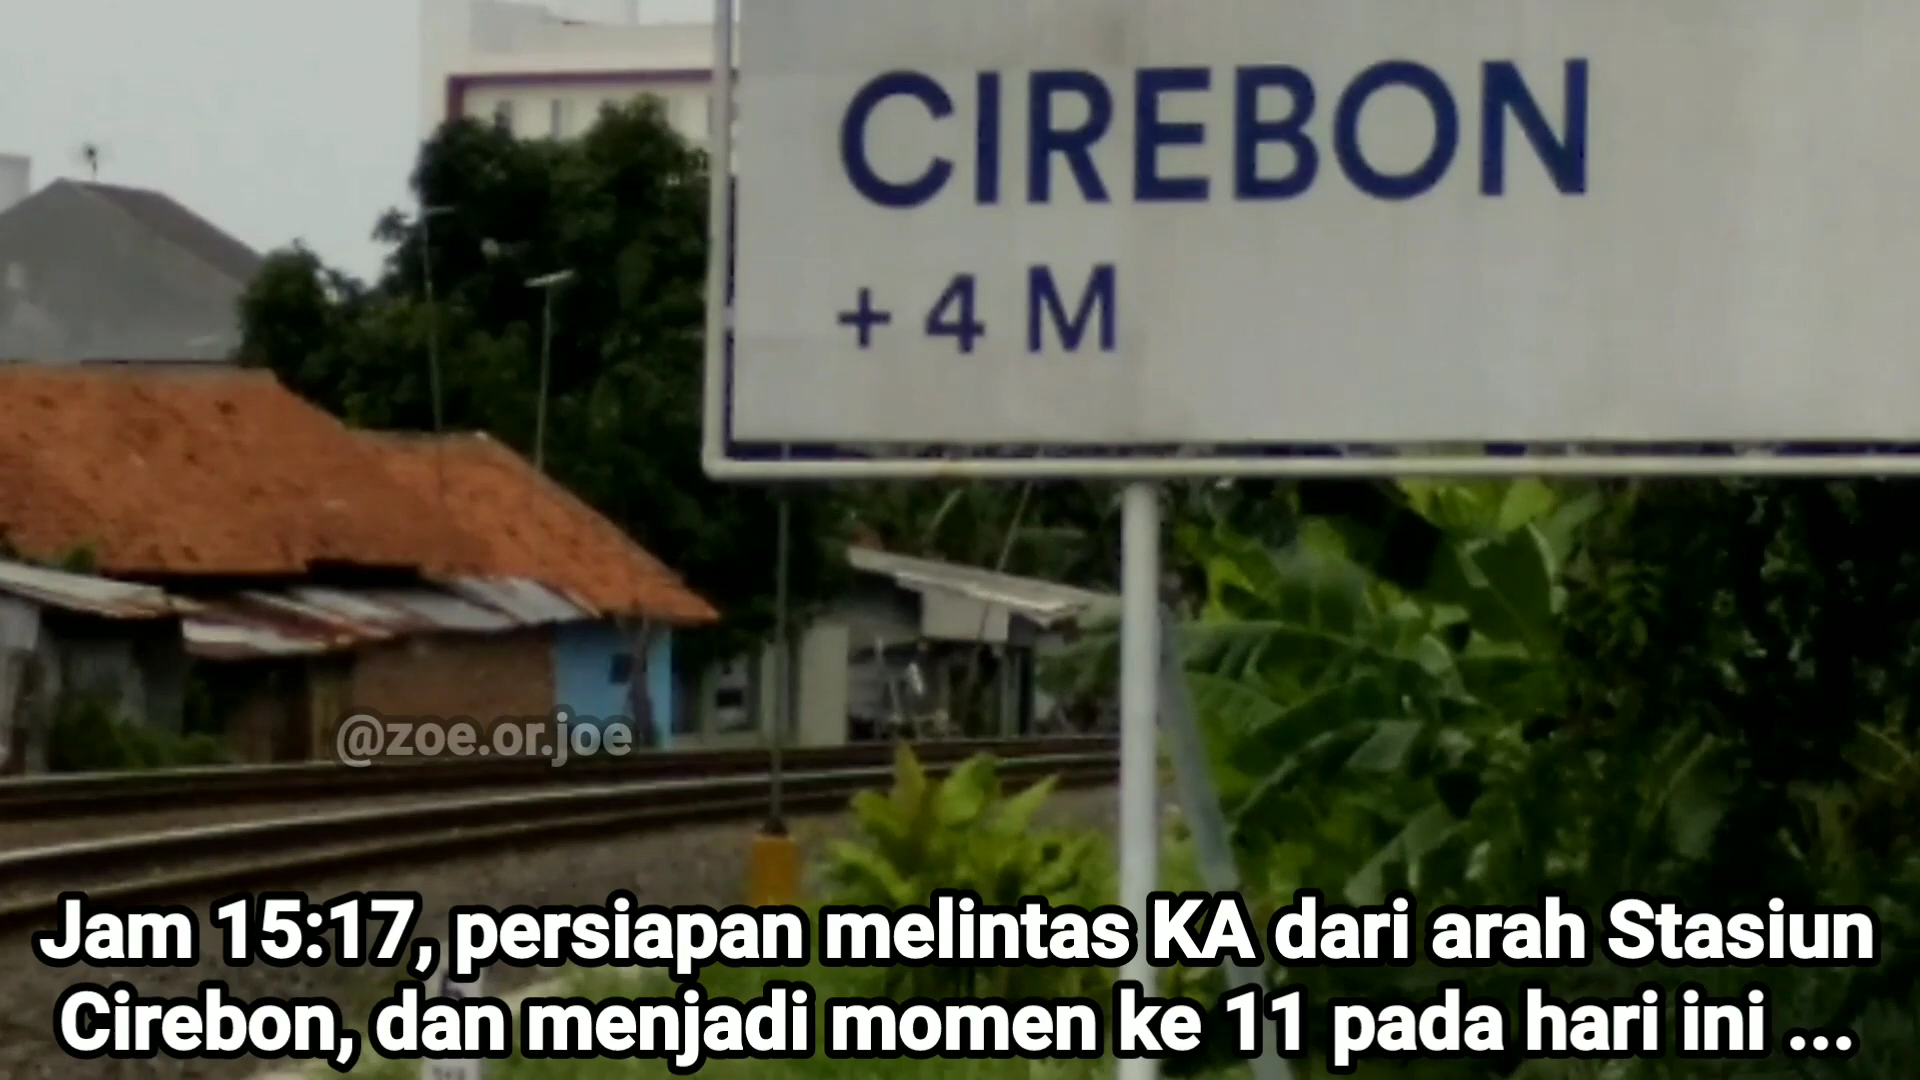 CIREBON
+ 4 M
@zoe.or.joe
Jam 15:17, persiapan melintas KA dari arah Stasiun
Cirebon, dan menjadi momen ke 11 pada hari ini ...